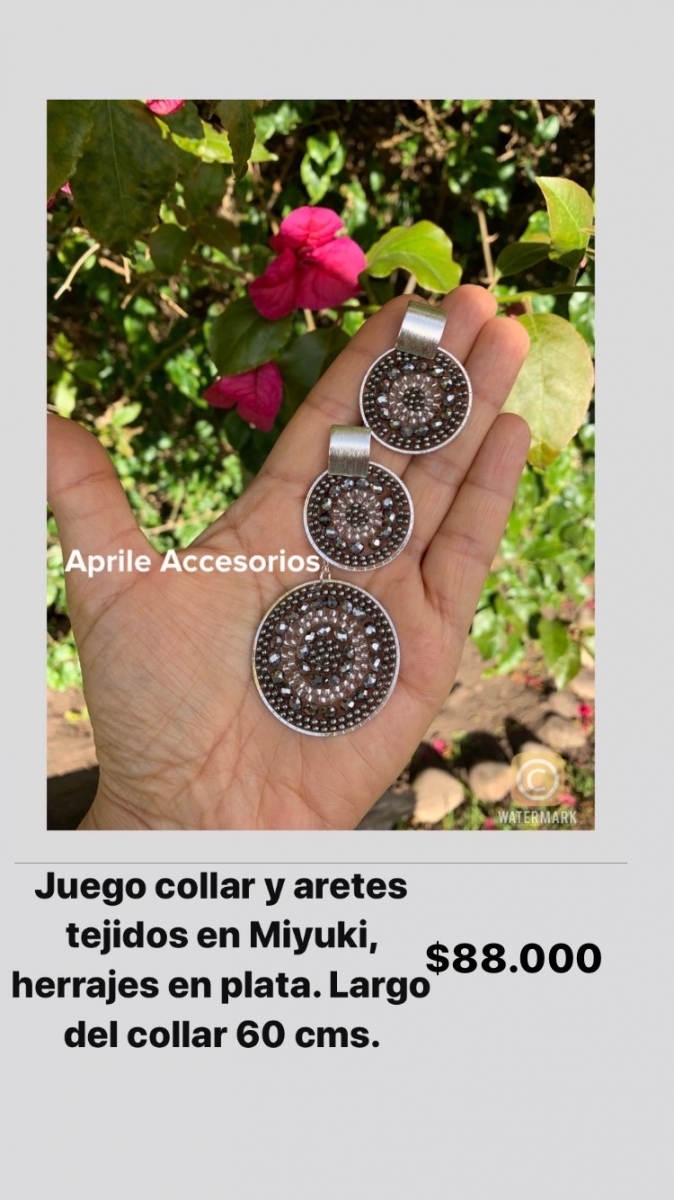 Aprile Accesorios
©
WATERMARK
Juego collar y aretes
tejidos en Miyuki,
herrajes en plata. Largo
del collar 60 cms.
$88.000